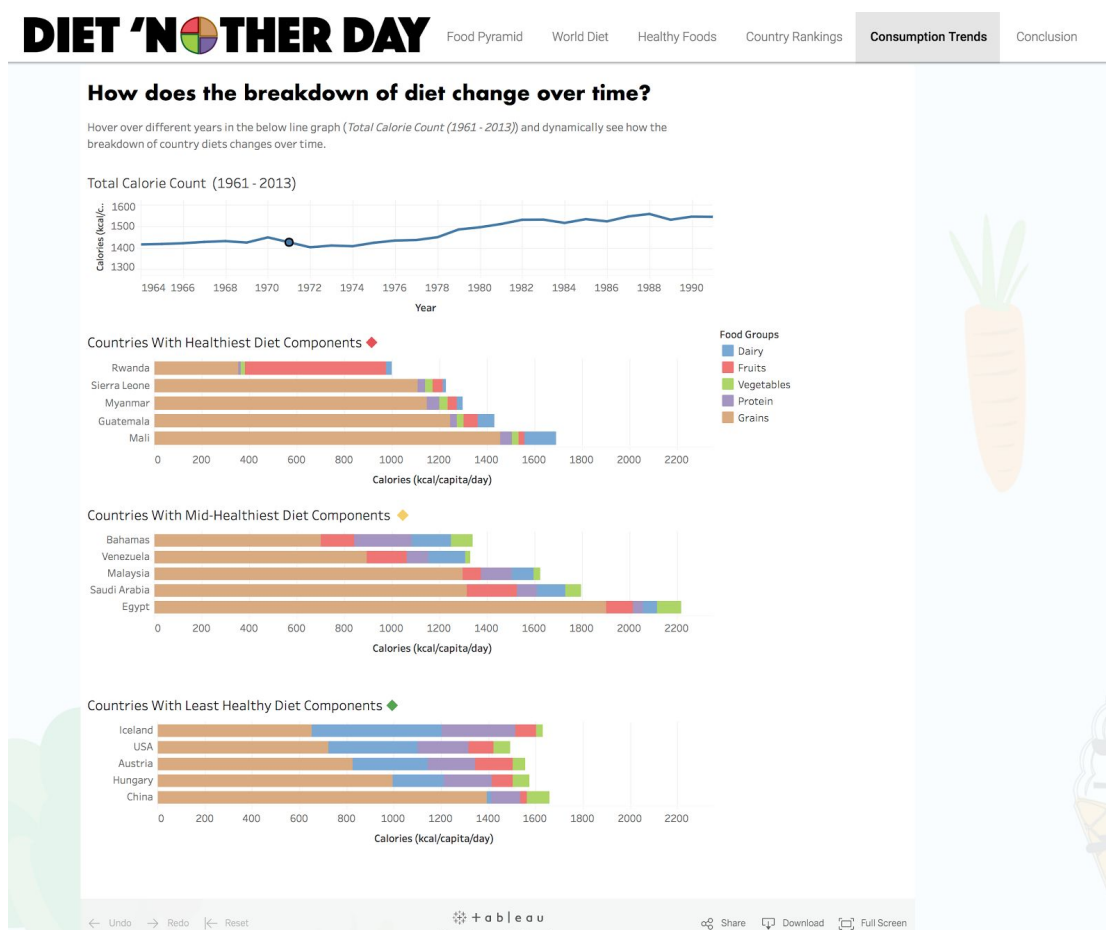 DIET 'NOTHER DAY
Food Pyramid World Diet Healthy Foods Country Rankings Consumption Trends Conclusion
How does the breakdown of diet change over time?
Hover over different years in the below line graph (Total Calorie Count (1961 - 2013)) and dynamically see how the
breakdown of country diets changes over time.
Total Calorie Count (1961 - 2013)
Calories (kcal/c..
1600
1500
1400
1300
1964 1966 1968 1970 1972 1974 1976 1978 1980 1982 1984 1986 1988 1990
Year
Countries With Healthiest Diet Components
Rwanda
Sierra Leone
Myanmar
Guatemala
Mali
0 200 400 600 800 1000 1200 1400 1600 1800 2000 2200
Calories (kcal/capita/day)
Food Groups
Dairy
Fruits
Vegetables
Protein
Grains
Countries With Mid-Healthiest Diet Components
Bahamas
Venezuela
Malaysia
Saudi Arabia
Egypt
0 200 400 600 800 1000 1200 1400 1600 1800 2000 2200
Calories (kcal/capita/day)
Countries With Least Healthy Diet Components
Iceland
USA
Austria
Hungary
China
0 200 400 600 800 1000 1200 1400 1600 1800 2000 2200
Calories (kcal/capita/day)
Undo Redo Reset
+ableau
Share Download Full Screen